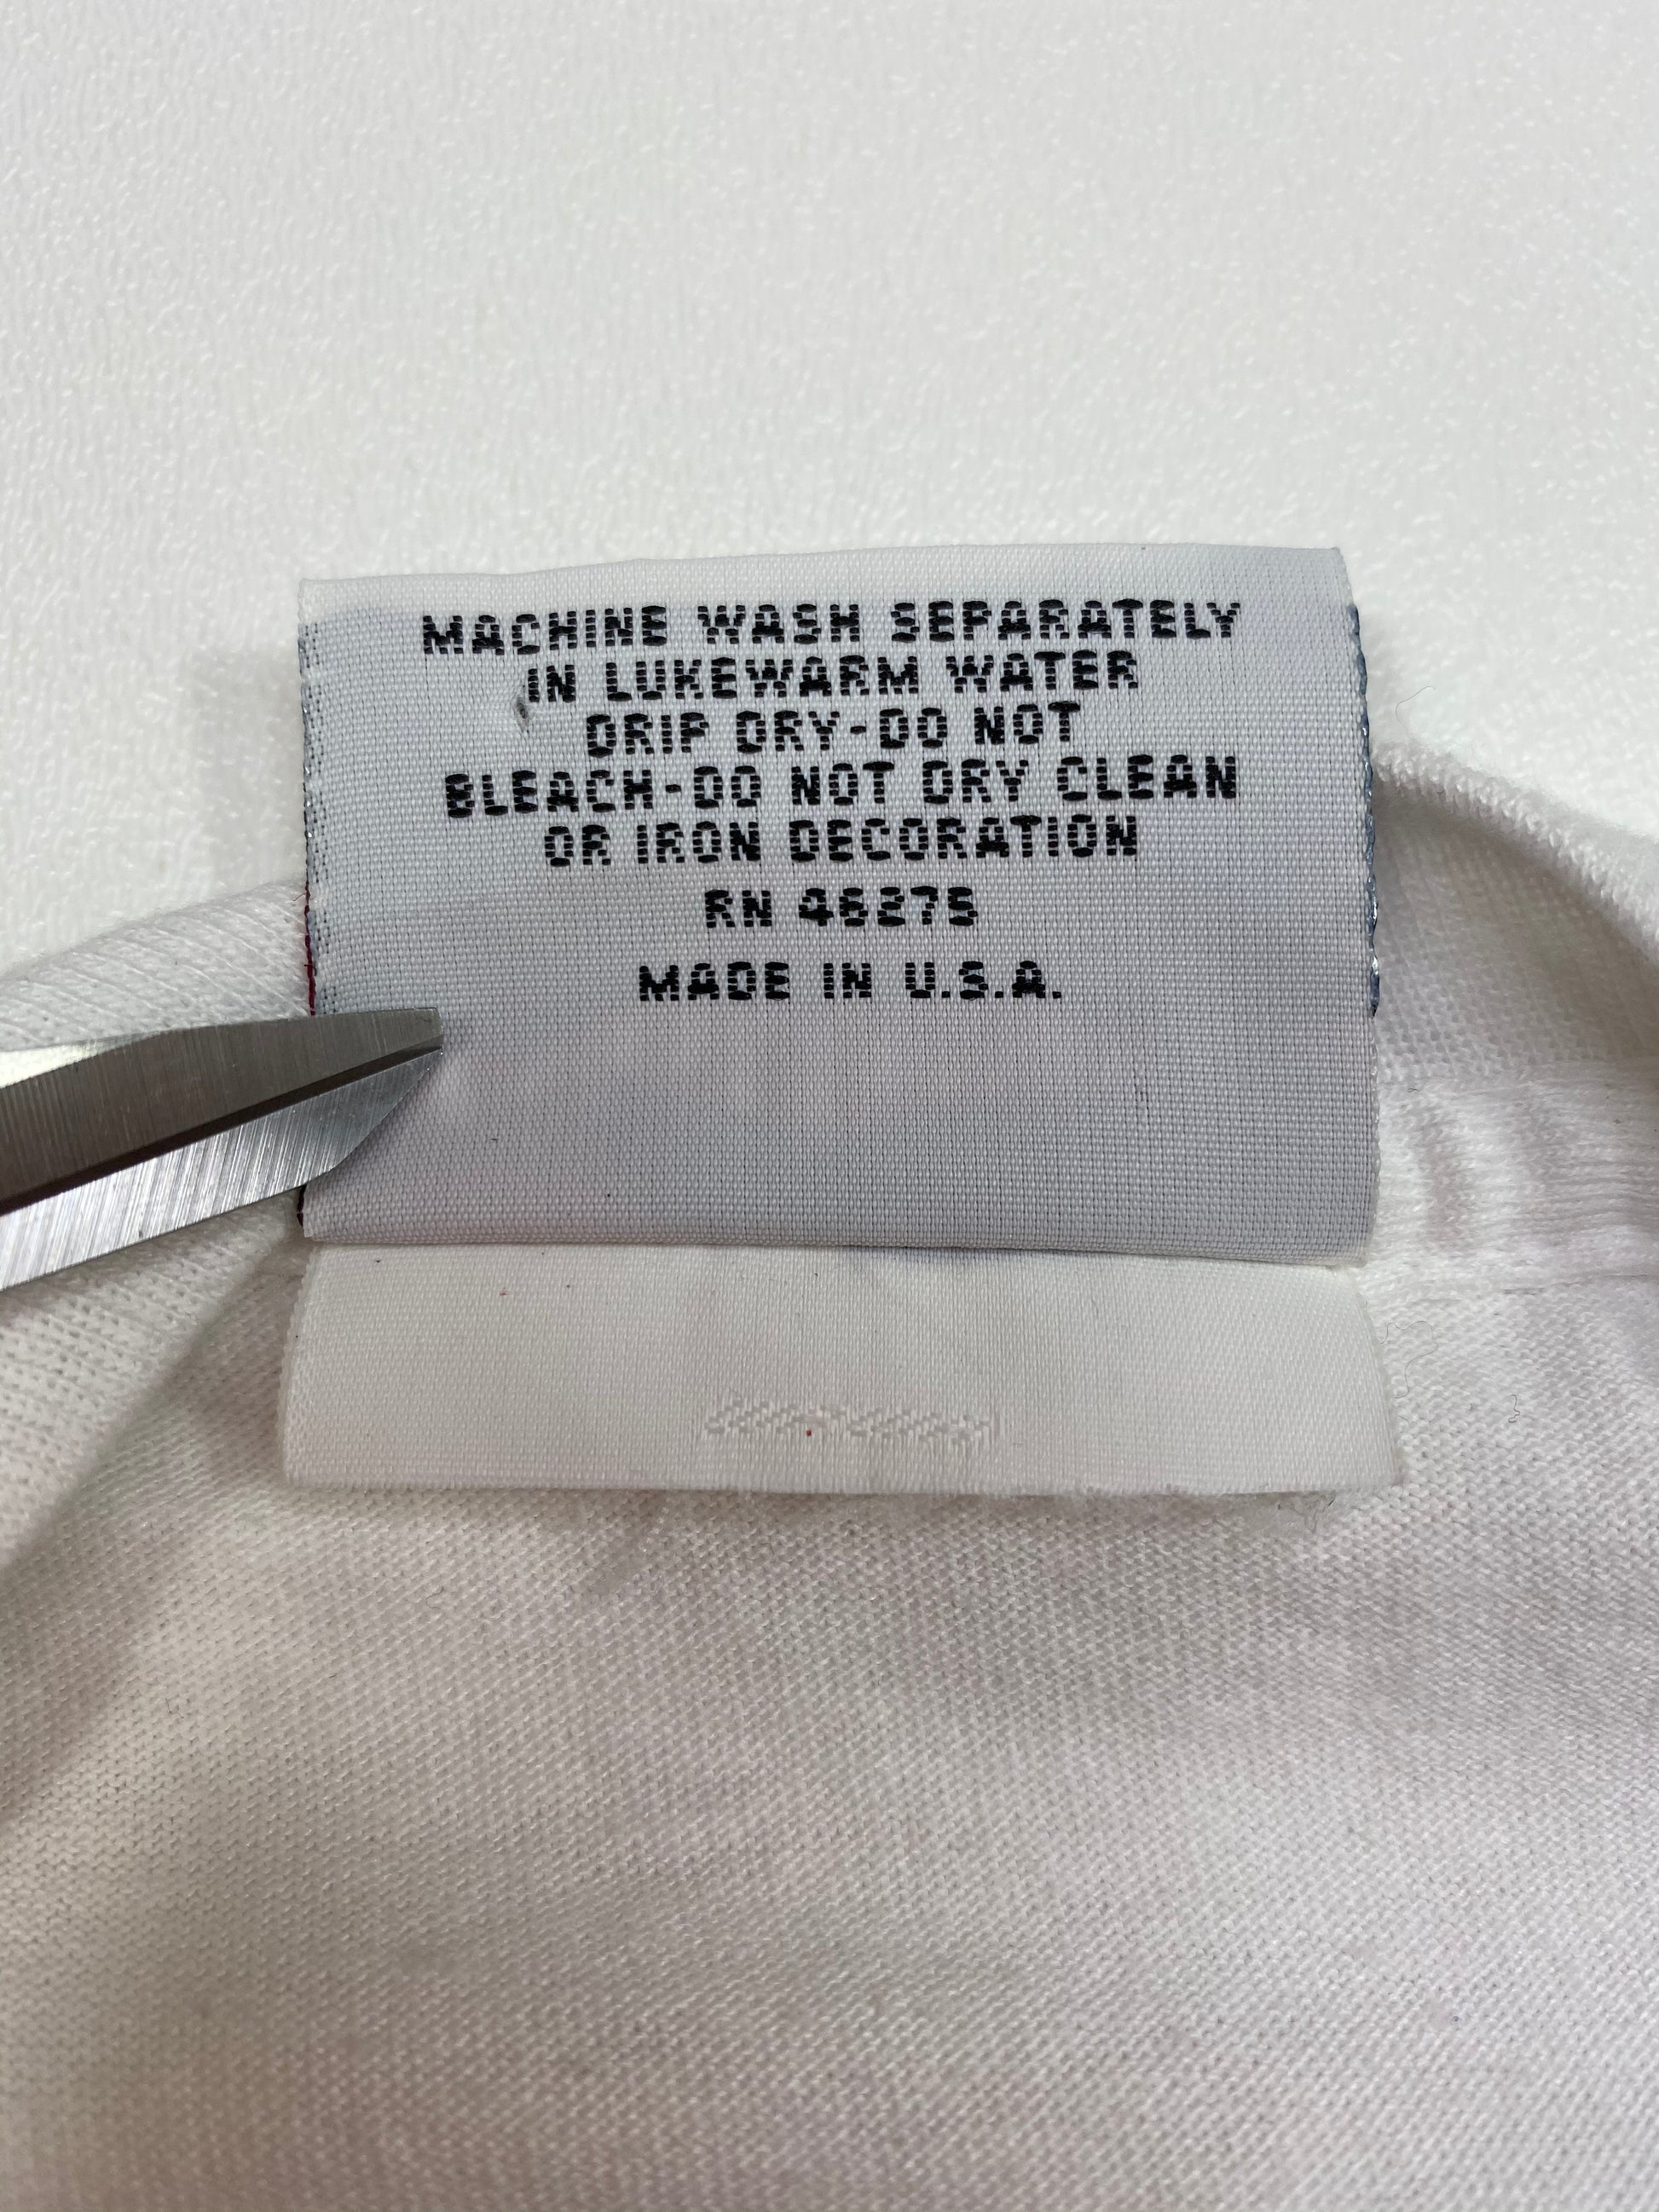 MACHINE WASH SEPARATELY
IN LUKEWARM WATER
DRIP DRY-DO NOT
BLEACH-DO NOT DRY CLEAN
OR IRON DECORATION
RN 46275
MADE IN U.S.A.